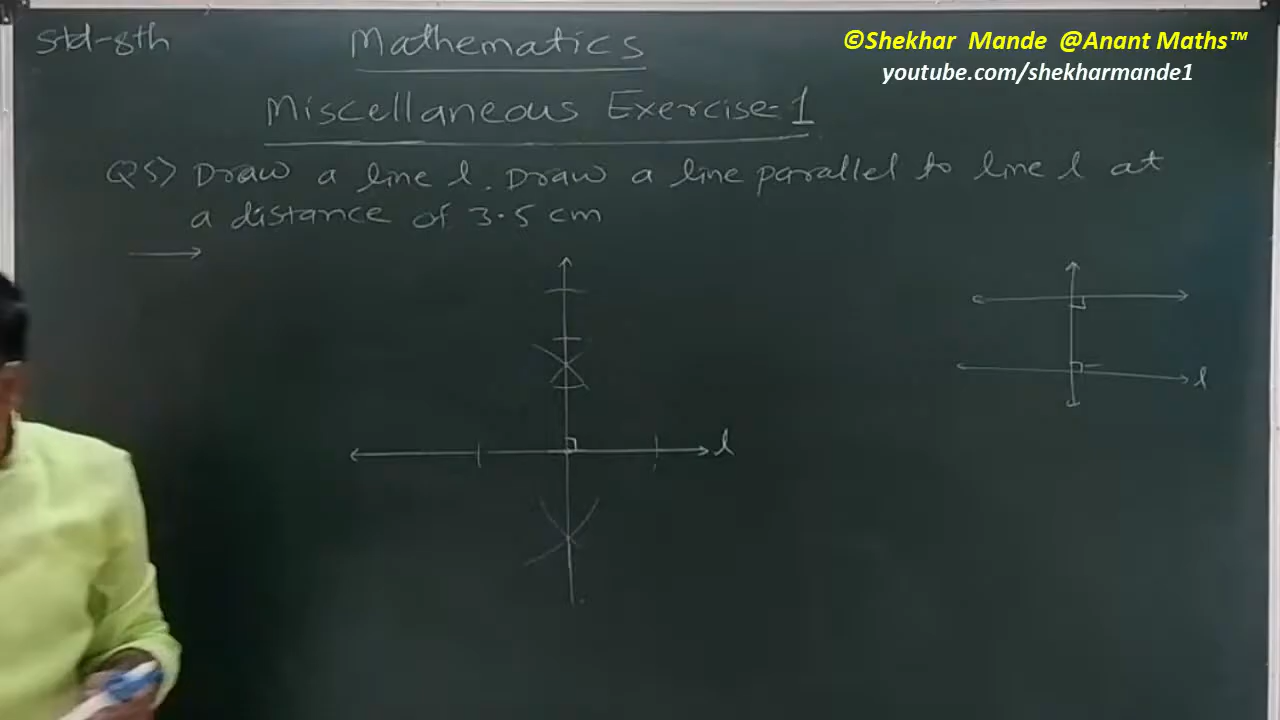 Std-8th
Mathematics
©Shekhar Mande @Anant Maths™
youtube.com/shekharmande1
Miscellaneous Exercise-1
Q5) Draw a line l. Draw a line parallel to line l at
a distance of 3.5 cm
l
l